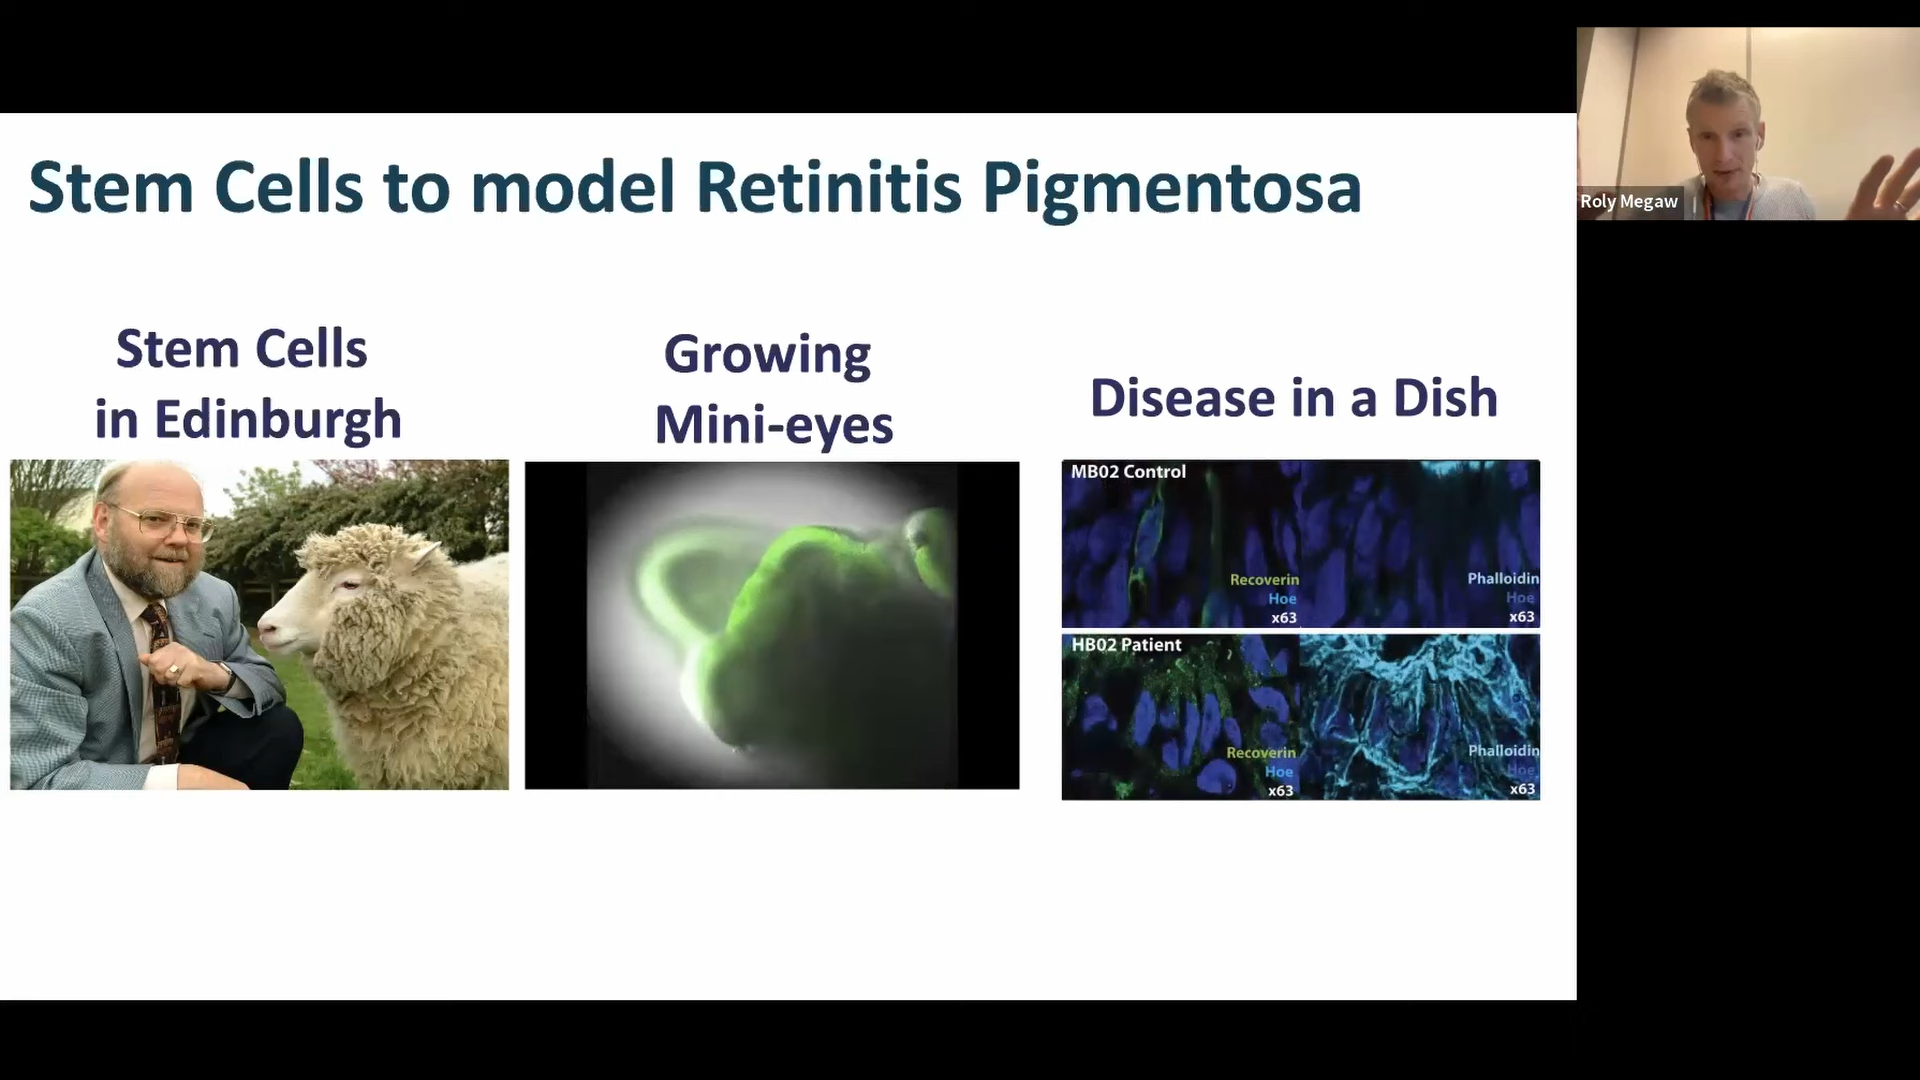 Stem Cells to model Retinitis Pigmentosa
Roly Megaw
Stem Cells
in Edinburgh
Growing
Mini-eyes
Disease in a Dish
MB02 Control
Recoverin
Hoe
x63
Phalloidin
Hoe
x63
HB02 Patient
Recoverin
Hoe
x63
Phalloidin
Hoe
x63